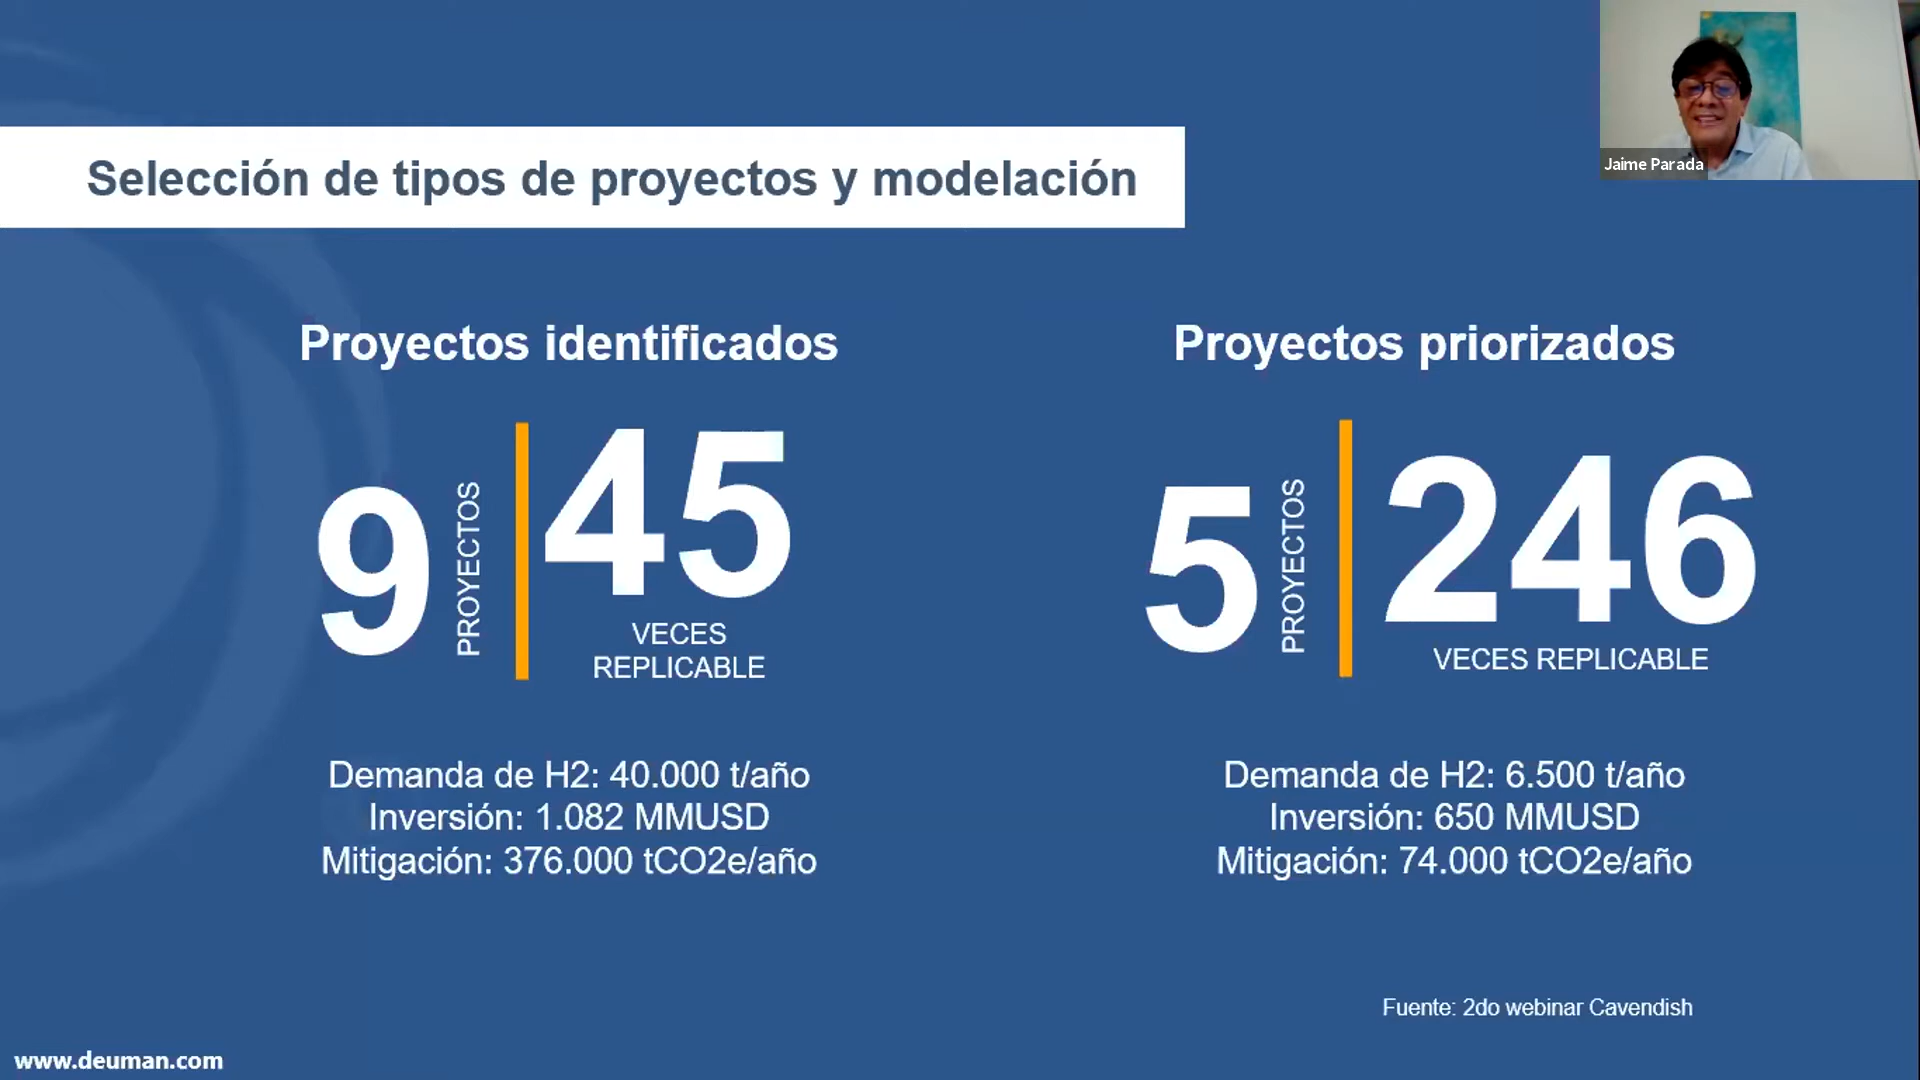 Jaime Parada
Selección de tipos de proyectos y modelación
Proyectos identificados
9
PROYECTOS
45
VECES
REPLICABLE
Demanda de H2: 40.000 t/año
Inversión: 1.082 MMUSD
Mitigación: 376.000 tCO2e/año
Proyectos priorizados
5
PROYECTOS
246
VECES REPLICABLE
Demanda de H2: 6.500 t/año
Inversión: 650 MMUSD
Mitigación: 74.000 tCO2e/año
Fuente: 2do webinar Cavendish
www.deuman.com